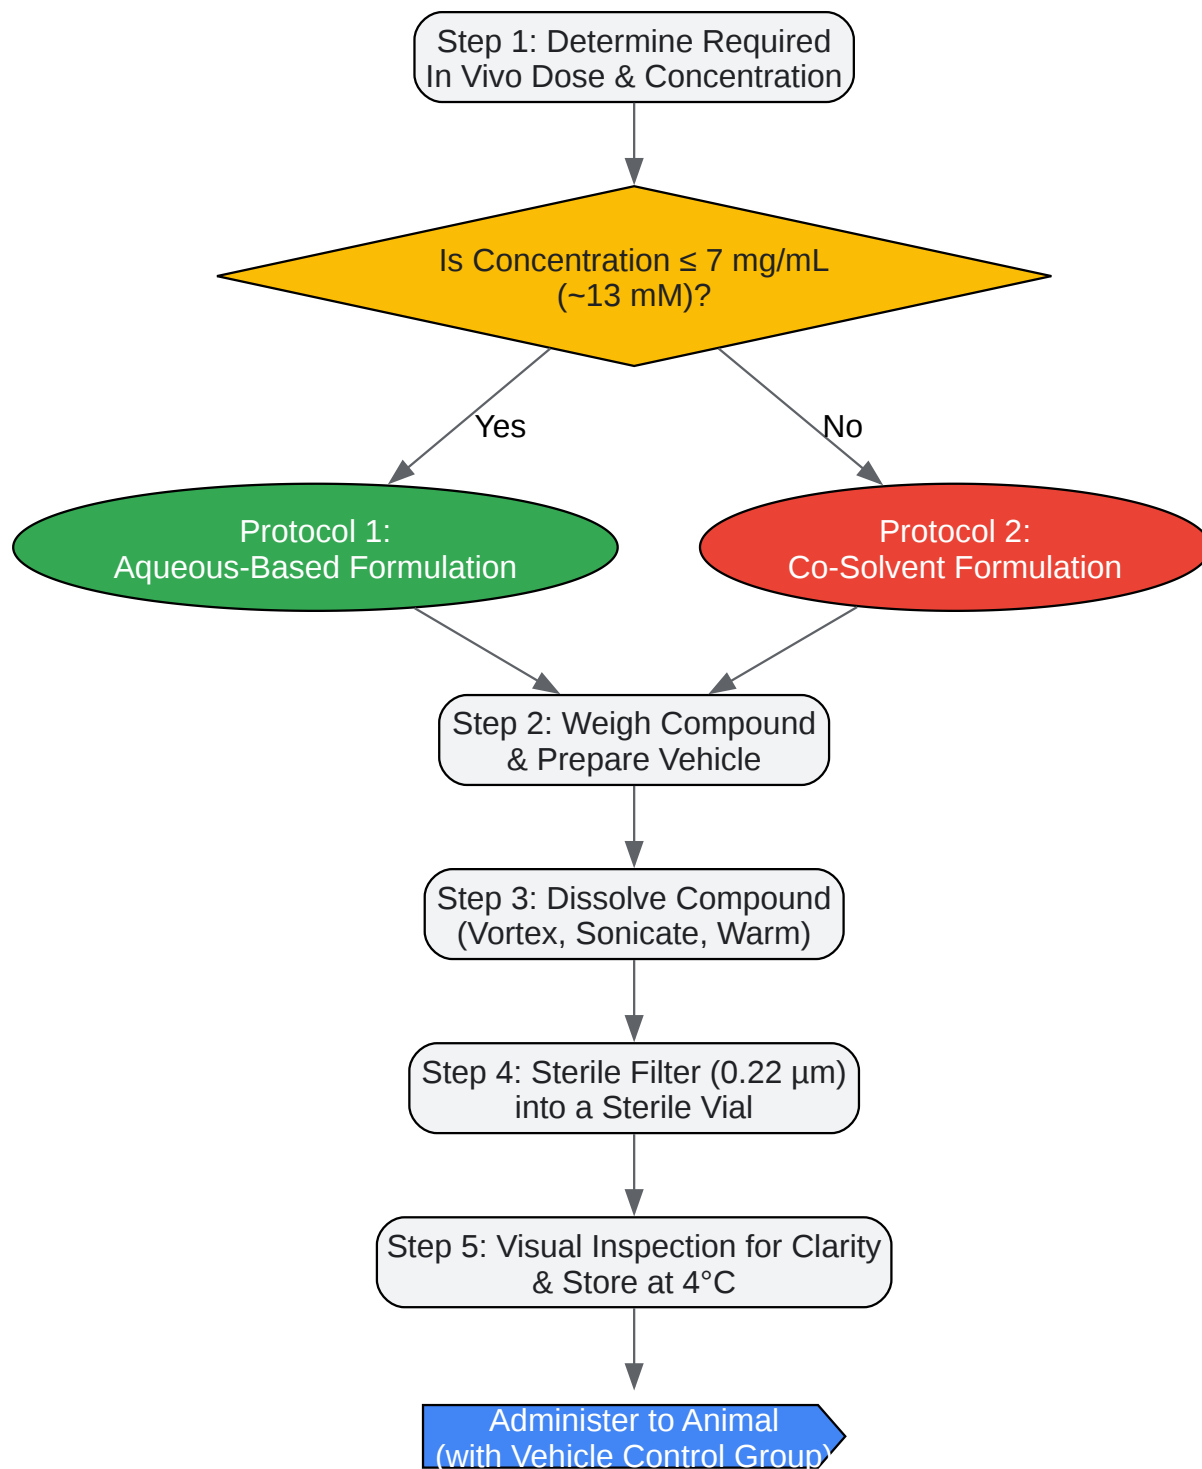 Step 1: Determine Required
In Vivo Dose & Concentration
Is Concentration ≤ 7 mg/mL
(~13 mM)?
Yes
No
Protocol 1:
Aqueous-Based Formulation
Protocol 2:
Co-Solvent Formulation
Step 2: Weigh Compound
& Prepare Vehicle
Step 3: Dissolve Compound
(Vortex, Sonicate, Warm)
Step 4: Sterile Filter (0.22 µm)
into a Sterile Vial
Step 5: Visual Inspection for Clarity
& Store at 4°C
Administer to Animal
(with Vehicle Control Group)